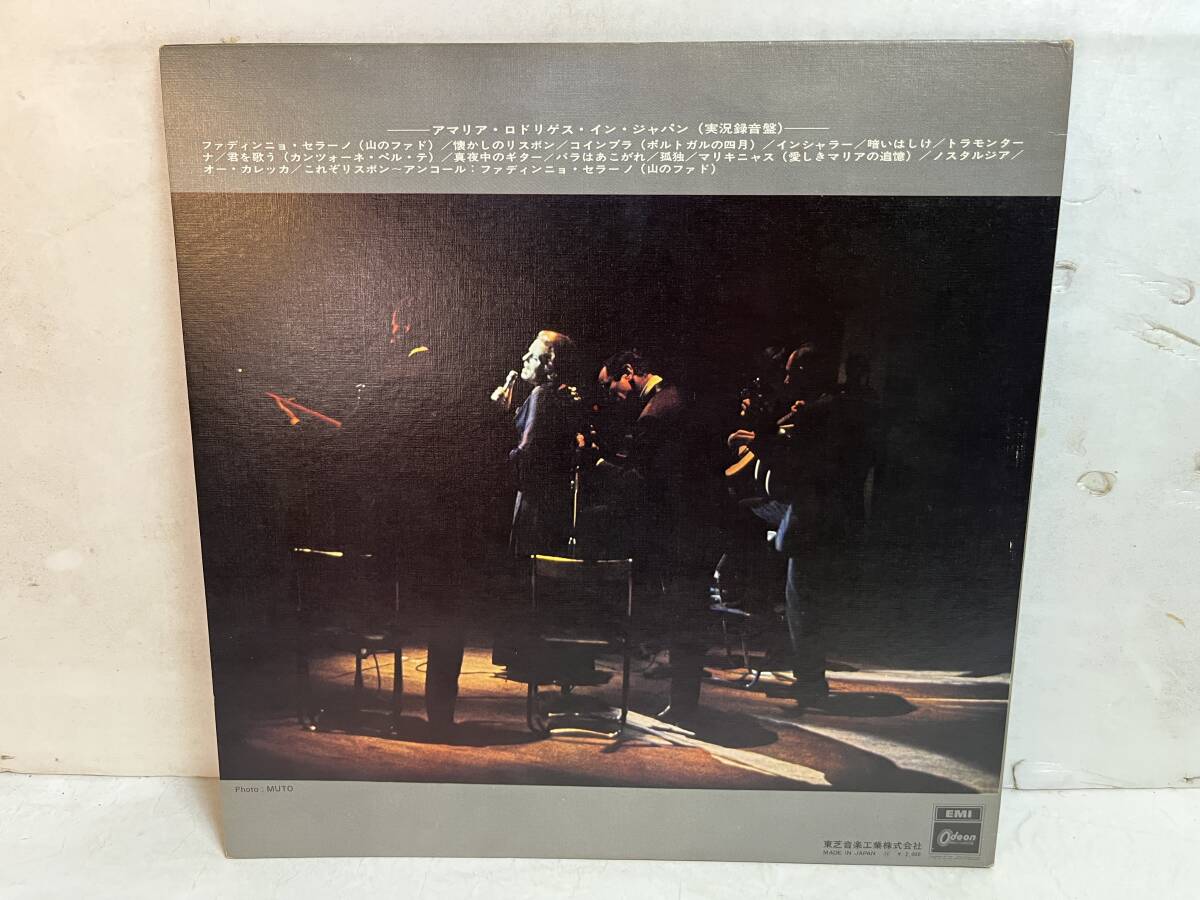 アマリア・ロドリゲス・イン・ジャパン(実況録音盤)
ファディンニョ・セラーノ(山のファド)/懐かしのリスボン/コインブラ(ポルトガルの四月)/インシャラー/暗いはしけ/トラモンター
ナ/君を歌う(カンツォーネ・ペル・テ)/真夜中のギター/バラはあこがれ/孤独/マリキニャス(愛しきマリアの追憶)/ノスタルジア/
オー・カレッカ/これぞリスボン〜アンコール:ファディンニョ・セラーノ(山のファド)
Photo : MUTO
EMI
Odeon
東芝音楽工業株式会社
MADE IN JAPAN